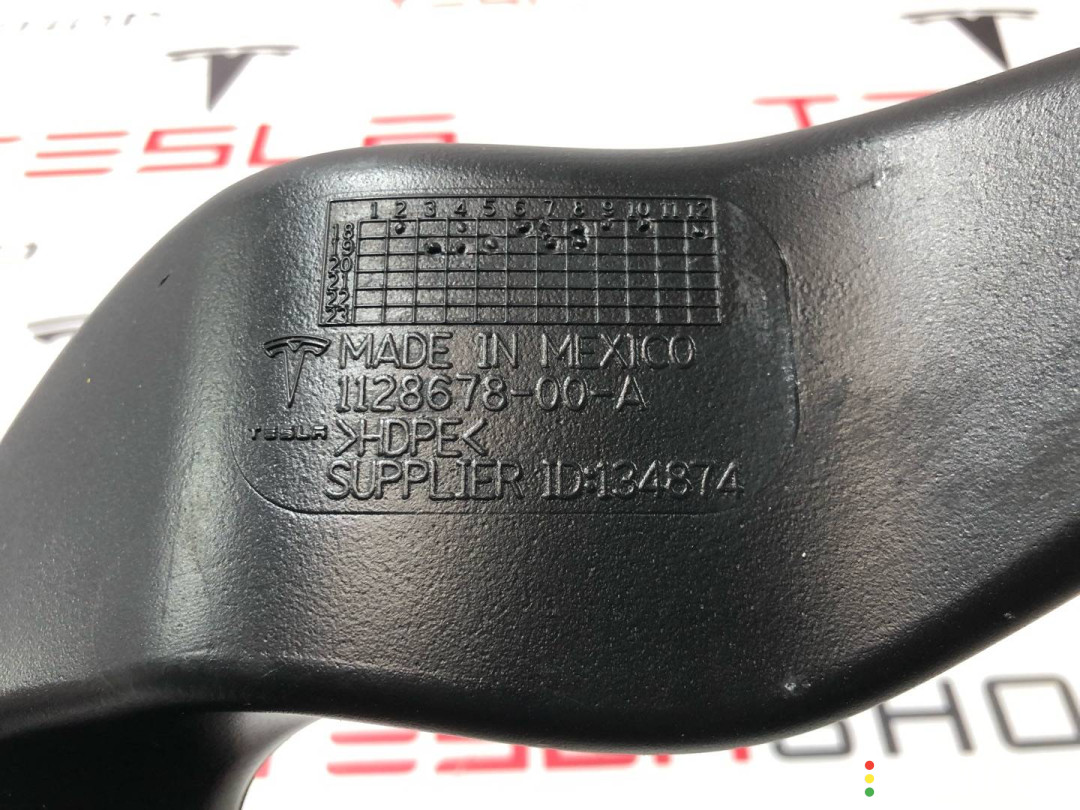 TESLA
1 2 3 4 5 6 7 8 9 10 11 12
18
19
20
21
22
23
MADE IN MEXICO
1128678-00-A
TESLA >HDPE<
SUPPLIER ID:134874